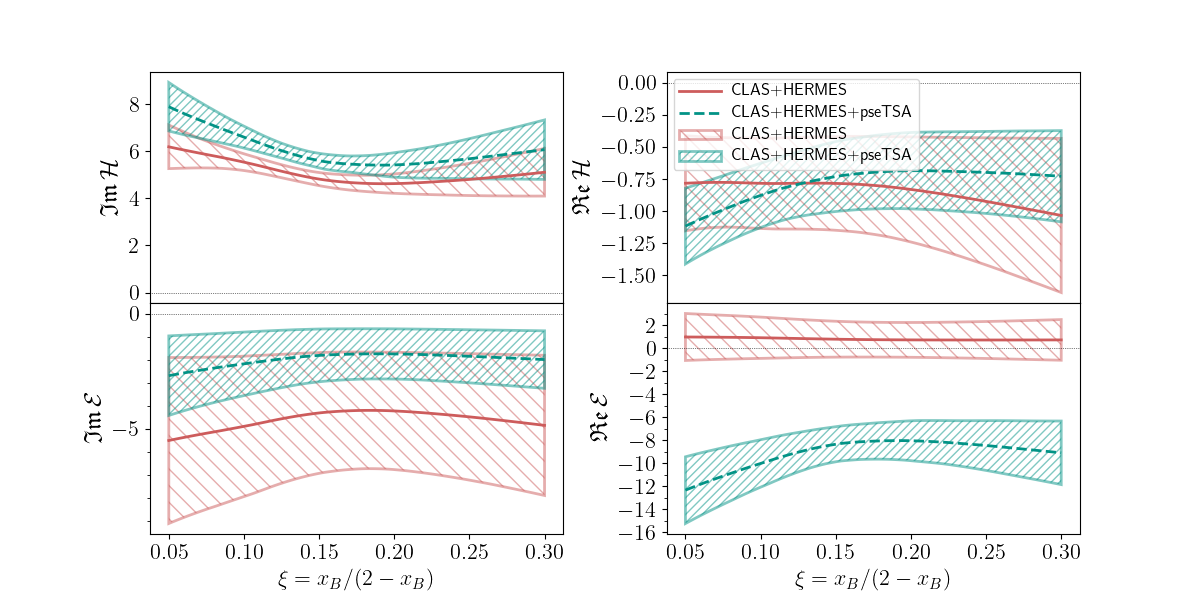 ℑm ℋ
8
6
4
2
0
ℜe ℋ
0.00
−0.25
−0.50
−0.75
−1.00
−1.25
−1.50
CLAS+HERMES
CLAS+HERMES+pseTSA
CLAS+HERMES
CLAS+HERMES+pseTSA
ℑm ℰ
0
−5
0.05 0.10 0.15 0.20 0.25 0.30
ξ = x_B/(2 − x_B)
ℜe ℰ
2
0
−2
−4
−6
−8
−10
−12
−14
−16
0.05 0.10 0.15 0.20 0.25 0.30
ξ = x_B/(2 − x_B)